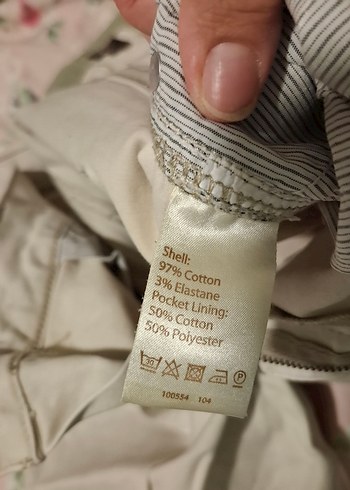 Shell:
97% Cotton
3% Elastane
Pocket Lining:
50% Cotton
50% Polyester
100554 104